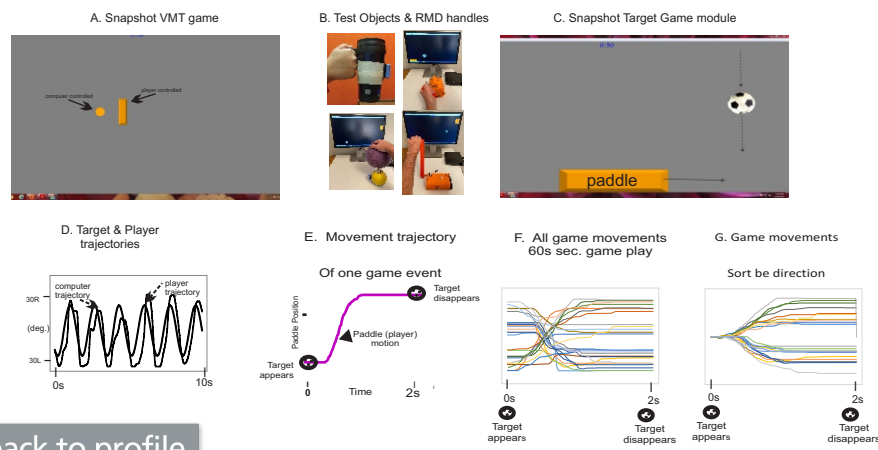 A. Snapshot VMT game
B. Test Objects & RMD handles
C. Snapshot Target Game module
computer controlled
player controlled
paddle
D. Target & Player
trajectories
computer
trajectory
player
trajectory
30R
(deg.)
30L
0s
10s
E. Movement trajectory
Of one game event
Target
disappears
Paddle Position
Paddle (player)
motion
Target
appears
0
Time
2s
F. All game movements
60s sec. game play
0s
2s
Target
appears
Target
disappears
G. Game movements
Sort be direction
0s
2s
Target
appears
Target
disappears
back to profile